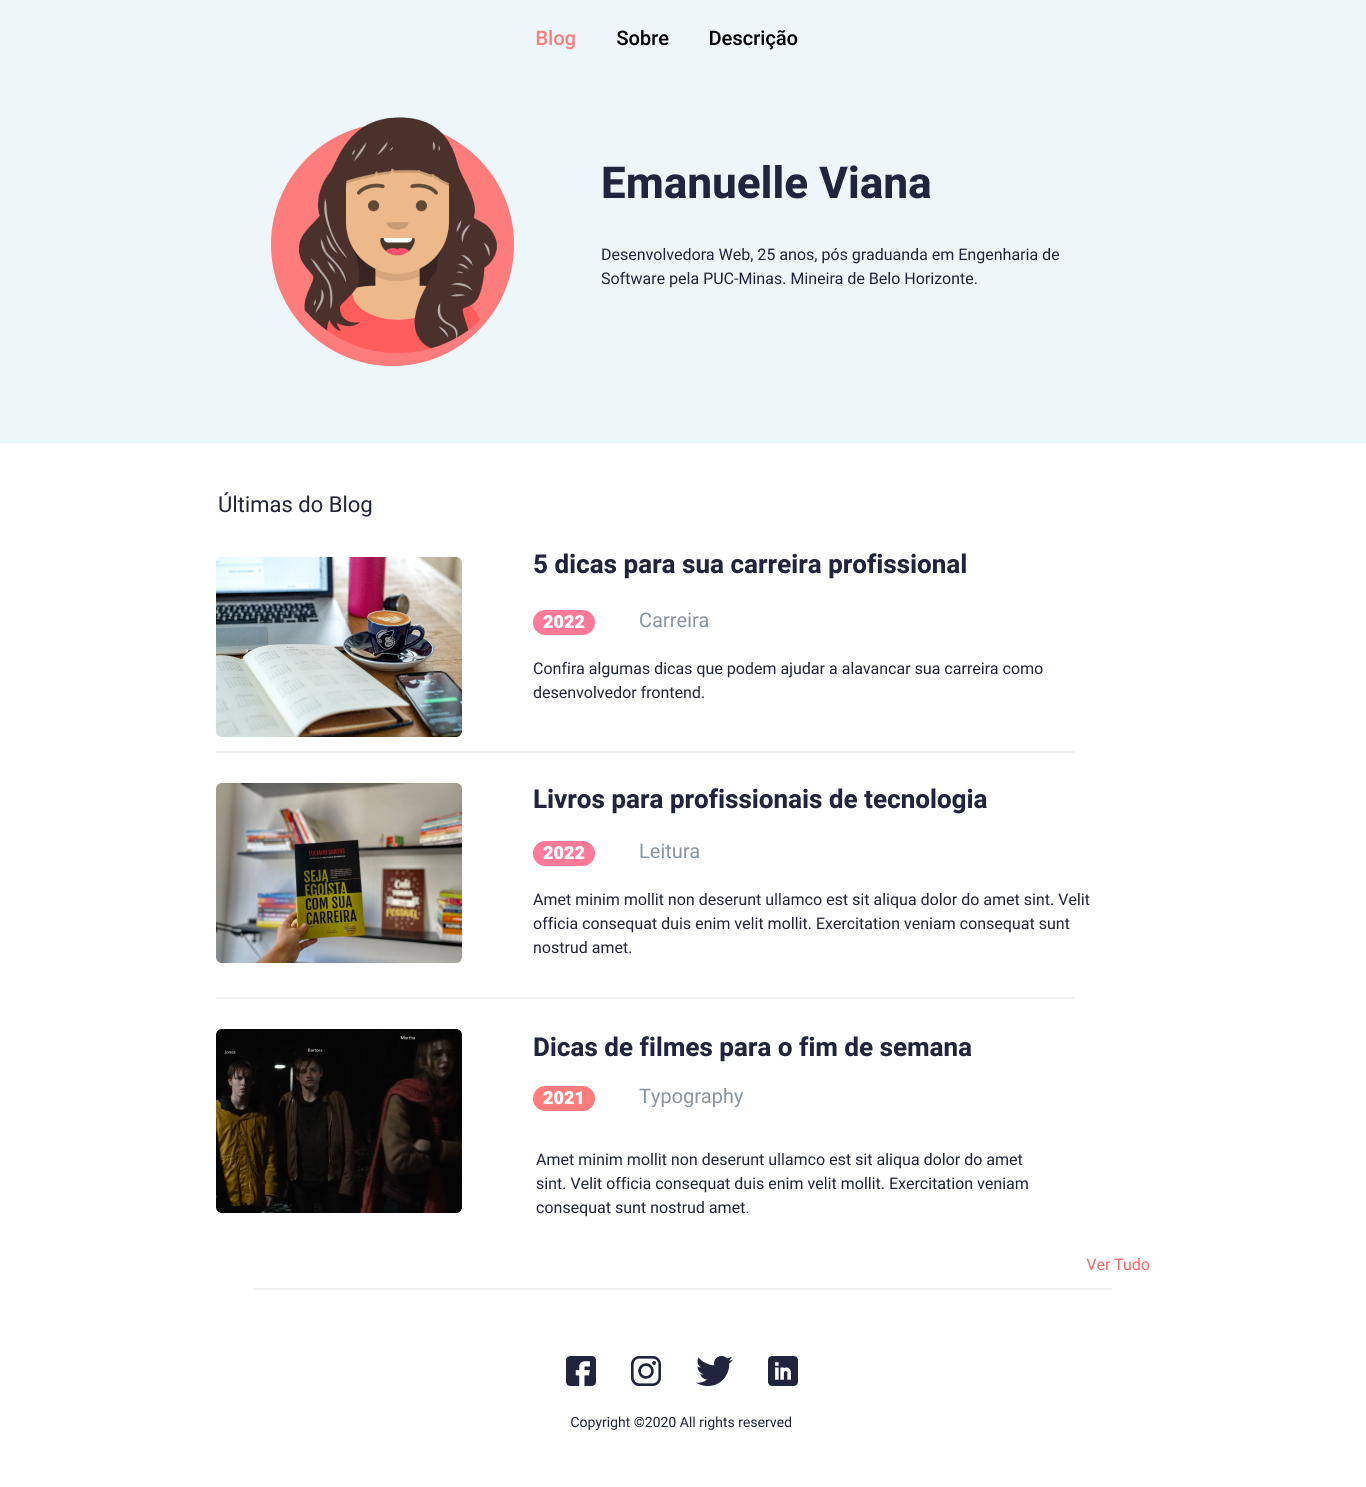 Blog Sobre Descrição
Emanuelle Viana
Desenvolvedora Web, 25 anos, pós graduanda em Engenharia de
Software pela PUC-Minas. Mineira de Belo Horizonte.
Últimas do Blog
5 dicas para sua carreira profissional
2022 Carreira
Confira algumas dicas que podem ajudar a alavancar sua carreira como
desenvolvedor frontend.
LUCIANO SANTOS
SEJA
EGOÍSTA
COM SUA
CARREIRA
Livros para profissionais de tecnologia
2022 Leitura
Amet minim mollit non deserunt ullamco est sit aliqua dolor do amet sint. Velit
officia consequat duis enim velit mollit. Exercitation veniam consequat sunt
nostrud amet.
Martha
Bartosz
Jonas
Dicas de filmes para o fim de semana
2021 Typography
Amet minim mollit non deserunt ullamco est sit aliqua dolor do amet
sint. Velit officia consequat duis enim velit mollit. Exercitation veniam
consequat sunt nostrud amet.
Ver Tudo
Copyright ©2020 All rights reserved